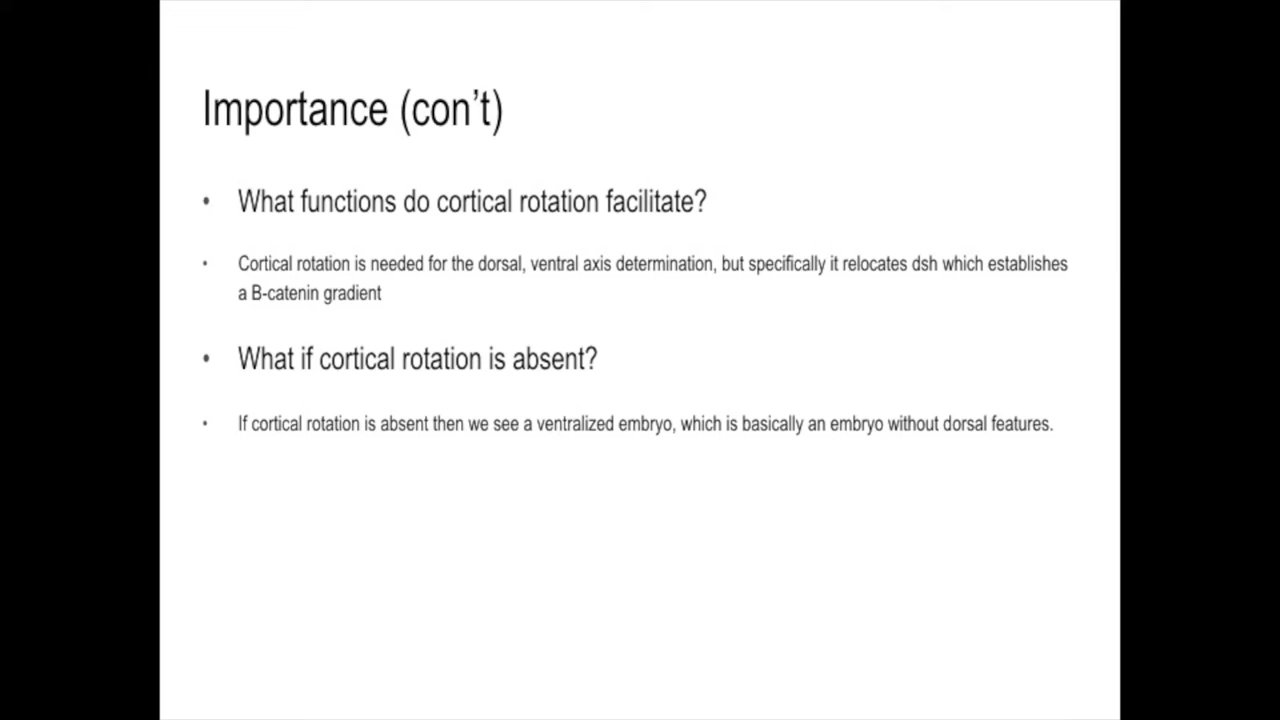 Importance (con’t)
• What functions do cortical rotation facilitate?
• Cortical rotation is needed for the dorsal, ventral axis determination, but specifically it relocates dsh which establishes
a B-catenin gradient
• What if cortical rotation is absent?
• If cortical rotation is absent then we see a ventralized embryo, which is basically an embryo without dorsal features.